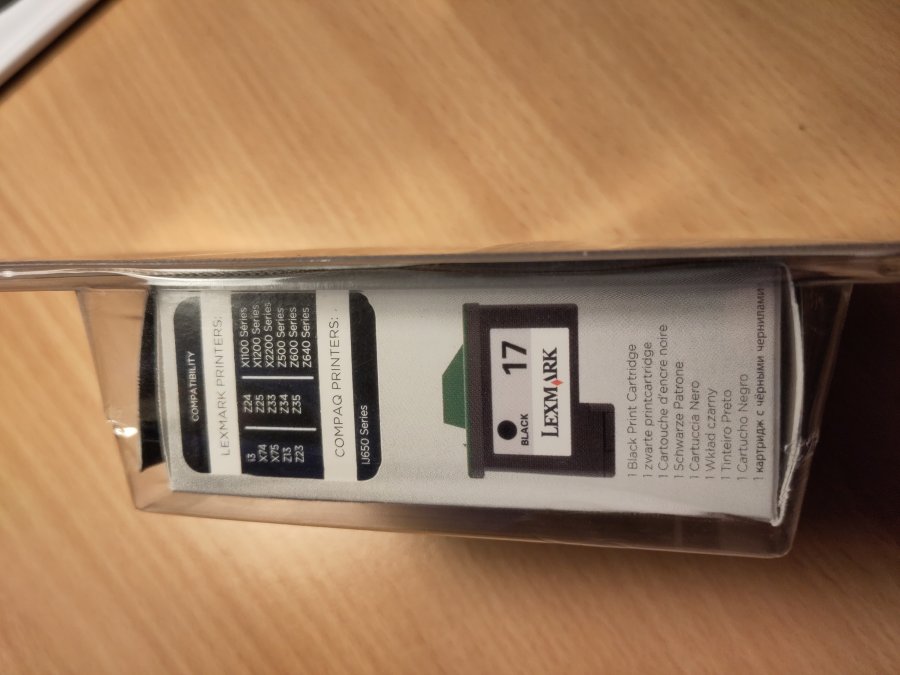 COMPATIBILITY
LEXMARK PRINTERS:
i3 Z24 X1100 Series
X74 Z25 X1200 Series
X75 Z33 X2200 Series
Z13 Z34 Z500 Series
Z23 Z35 Z600 Series
Z640 Series
COMPAQ PRINTERS:
IJ650 Series
BLACK 17
LEXMARK
1 Black Print Cartridge
1 zwarte printcartridge
1 Cartouche d'encre noire
1 Schwarze Patrone
1 Cartuccia Nero
1 Wkład czarny
1 Tinteiro Preto
1 Cartucho Negro
1 картридж с чёрными чернилами